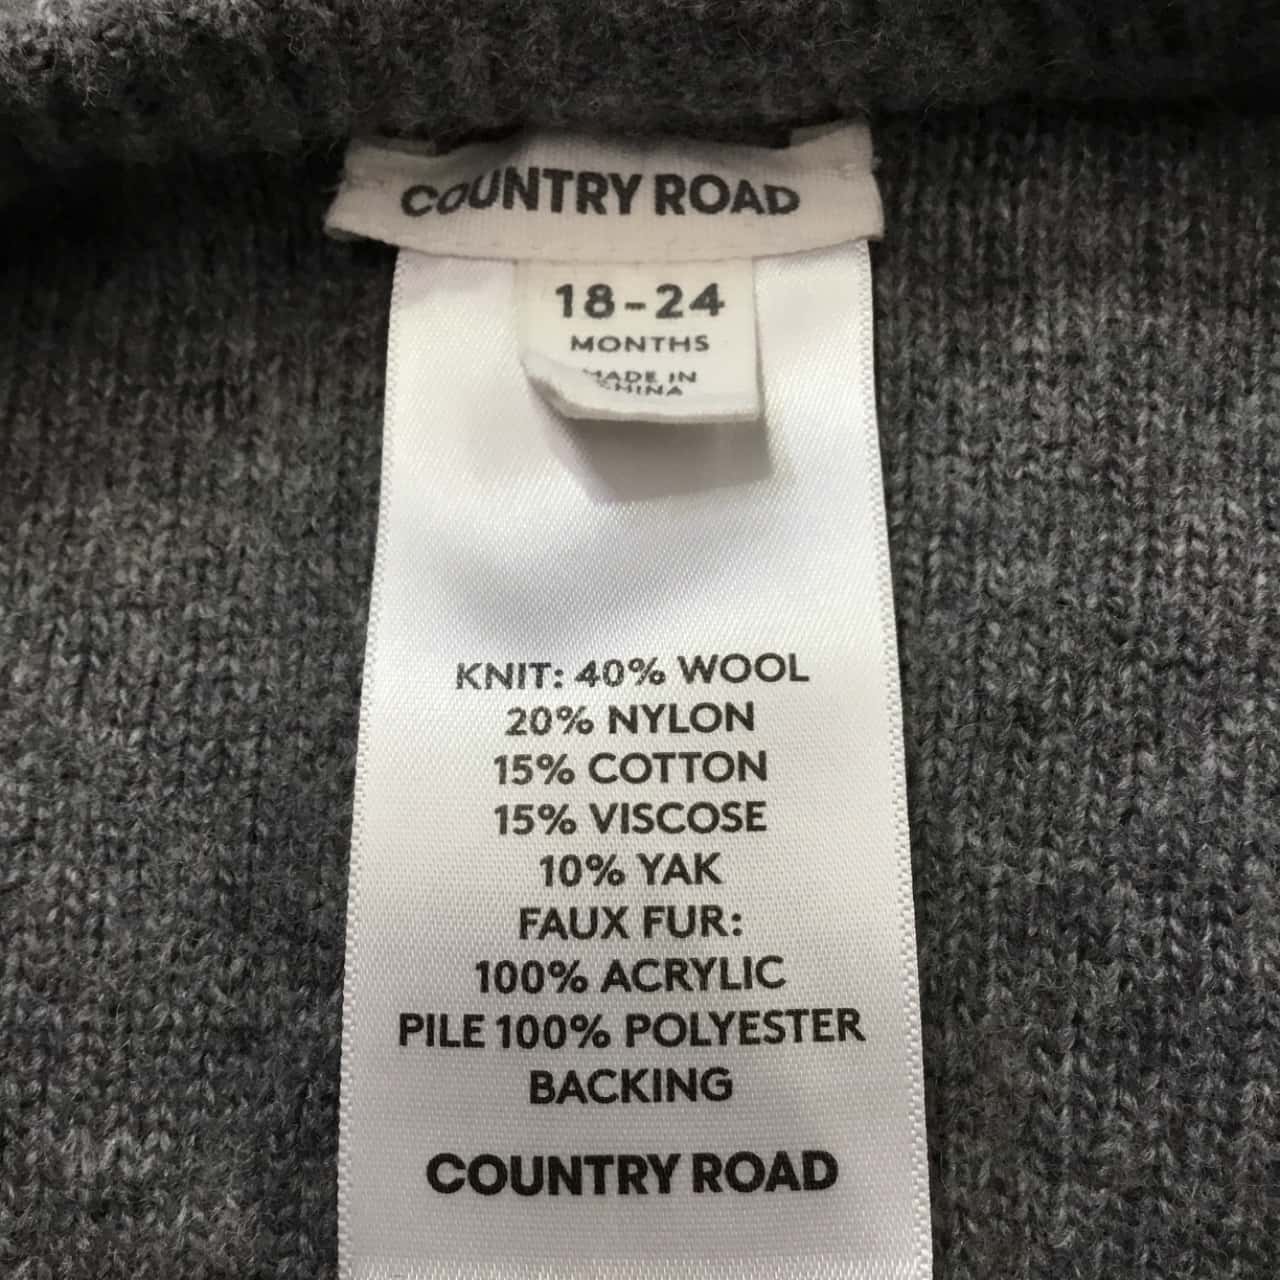 COUNTRY ROAD
18-24
MONTHS
MADE IN
CHINA
KNIT: 40% WOOL
20% NYLON
15% COTTON
15% VISCOSE
10% YAK
FAUX FUR:
100% ACRYLIC
PILE 100% POLYESTER
BACKING
COUNTRY ROAD